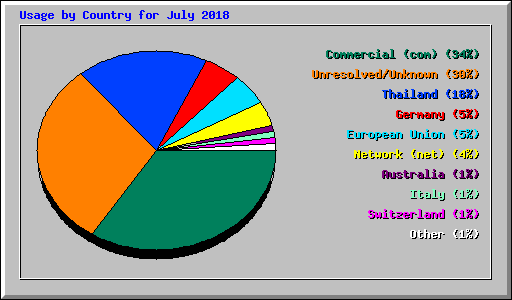 Usage by Country for July 2018
Commercial (com) (34%)
Unresolved/Unknown (30%)
Thailand (18%)
Germany (5%)
European Union (5%)
Network (net) (4%)
Australia (1%)
Italy (1%)
Switzerland (1%)
Other (1%)